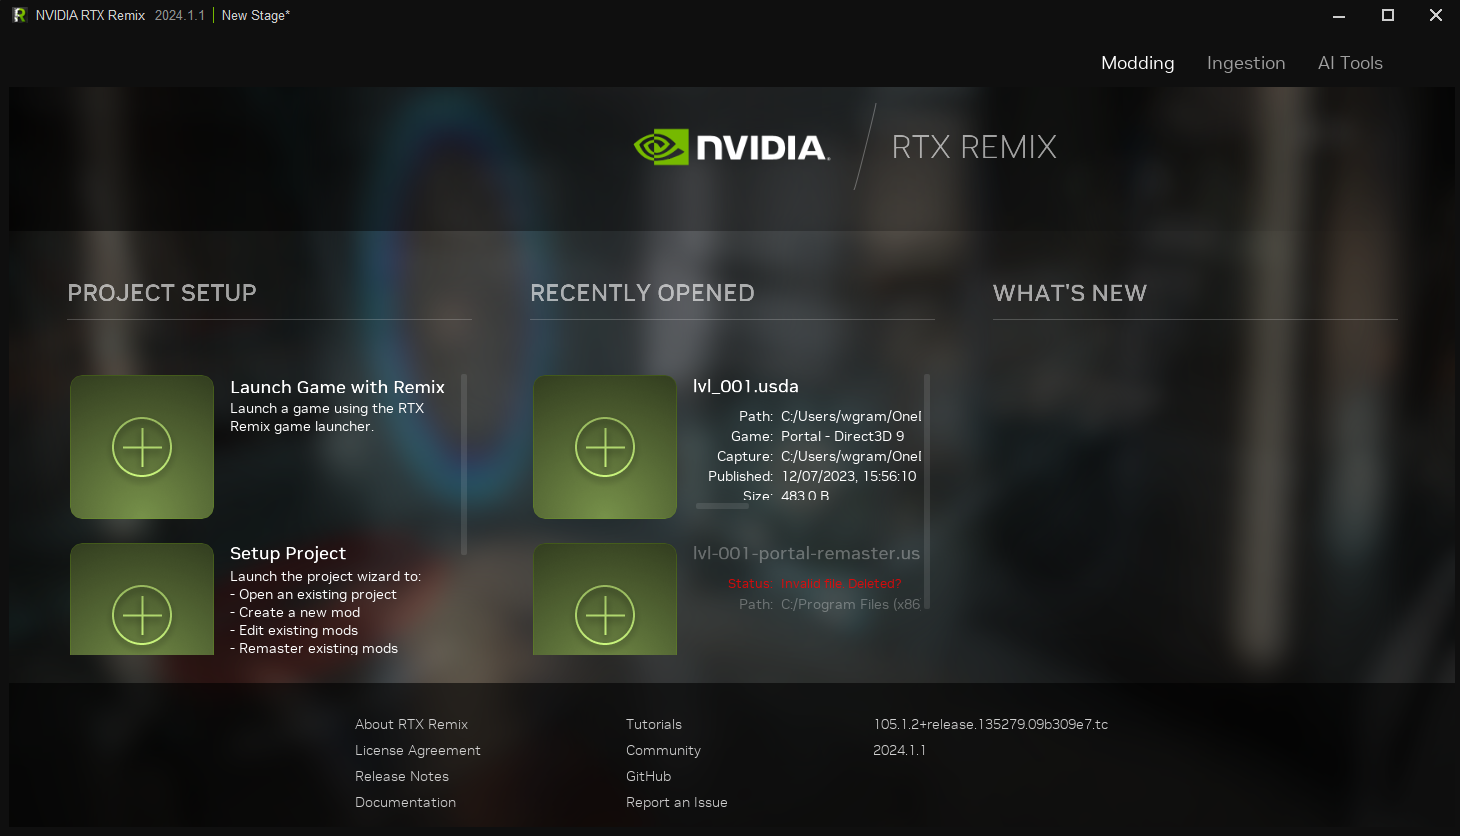 NVIDIA RTX Remix 2024.1.1 | New Stage*
Modding Ingestion AI Tools
NVIDIA. RTX REMIX
PROJECT SETUP
Launch Game with Remix
Launch a game using the RTX
Remix game launcher.
Setup Project
Launch the project wizard to:
- Open an existing project
- Create a new mod
- Edit existing mods
- Remaster existing mods
RECENTLY OPENED
lvl_001.usda
Path: C:/Users/wgram/One
Game: Portal - Direct3D 9
Capture: C:/Users/wgram/One
Published: 12/07/2023, 15:56:10
Size: 483.0 B
lvl-001-portal-remaster.us
Status: Invalid file. Deleted?
Path: C:/Program Files (x86
WHAT'S NEW
About RTX Remix
License Agreement
Release Notes
Documentation
Tutorials
Community
GitHub
Report an Issue
105.1.2+release.135279.09b309e7.tc
2024.1.1